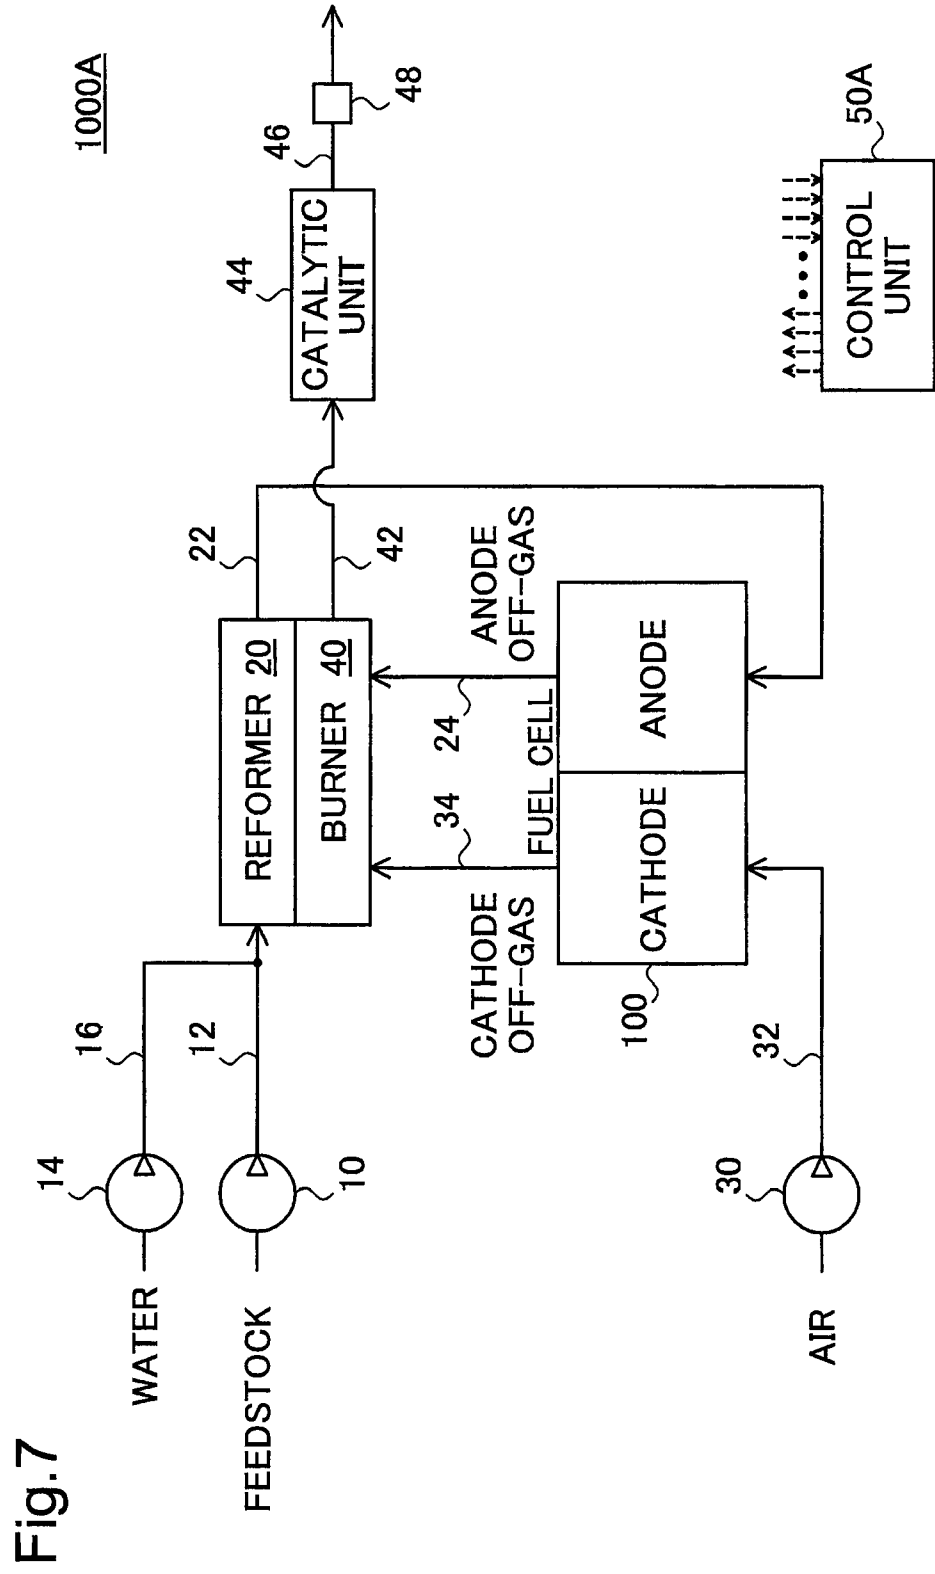 Fig.7
1000A
WATER
14
16
FEEDSTOCK
10
12
REFORMER 20
BURNER 40
22
42
44
CATALYTIC
UNIT
46
48
CATHODE
OFF-GAS
34
24
ANODE
OFF-GAS
FUEL CELL
100
CATHODE
ANODE
AIR
30
32
50A
CONTROL
UNIT